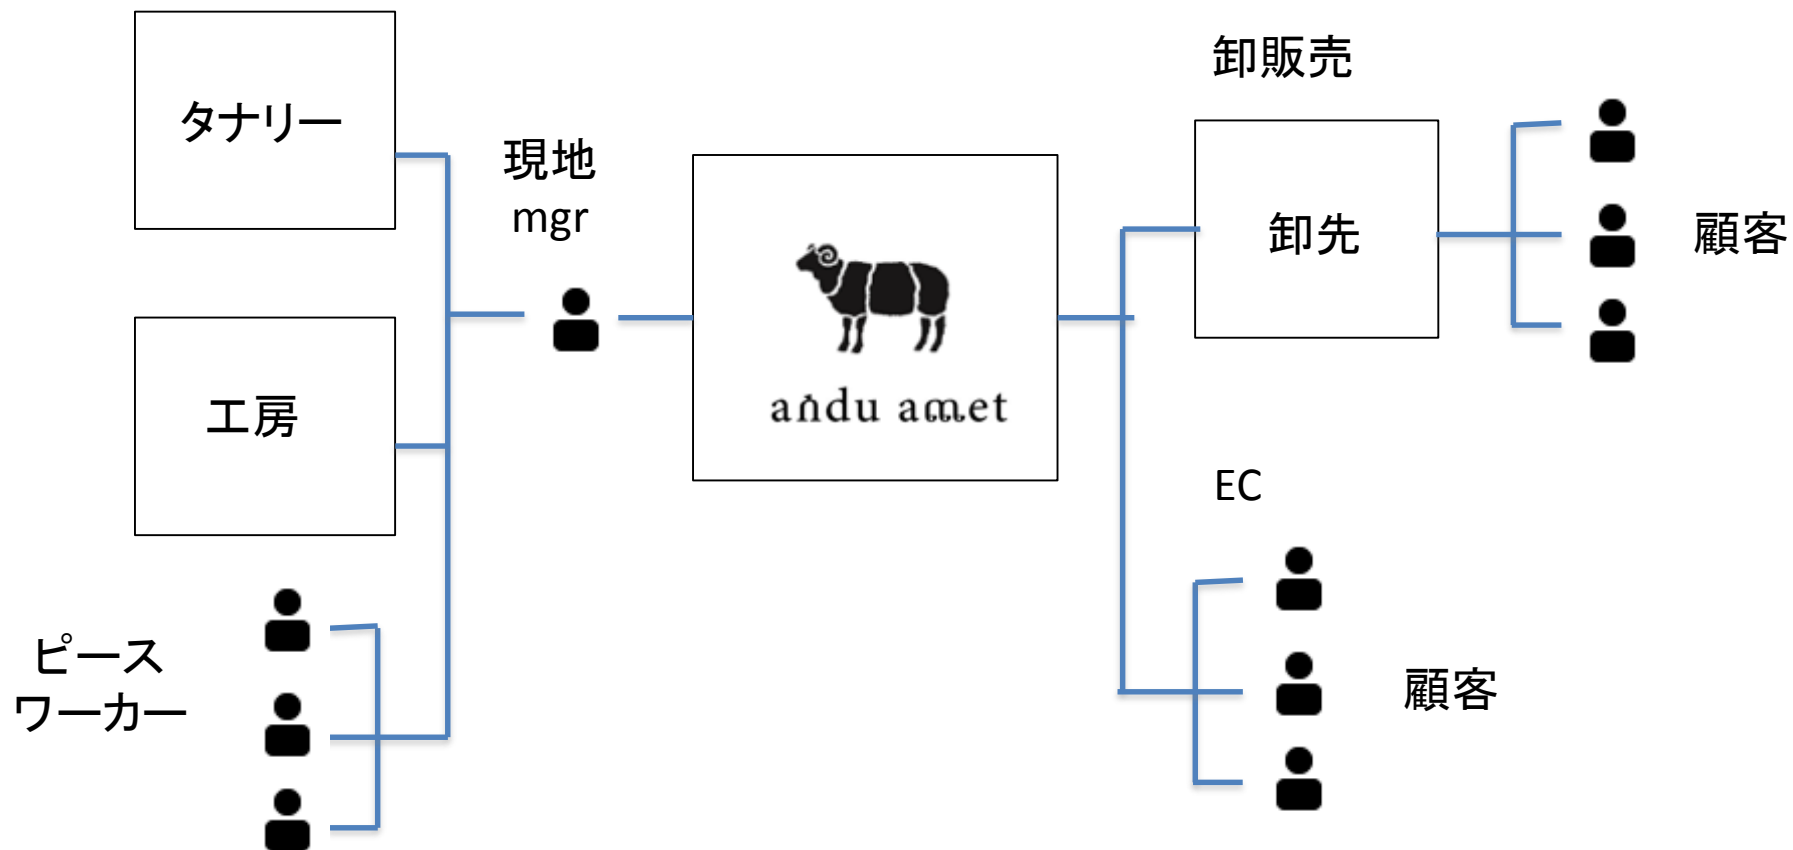 タナリー
現地
mgr
工房
ピース
ワーカー
andu amet
卸販売
卸先
顧客
EC
顧客